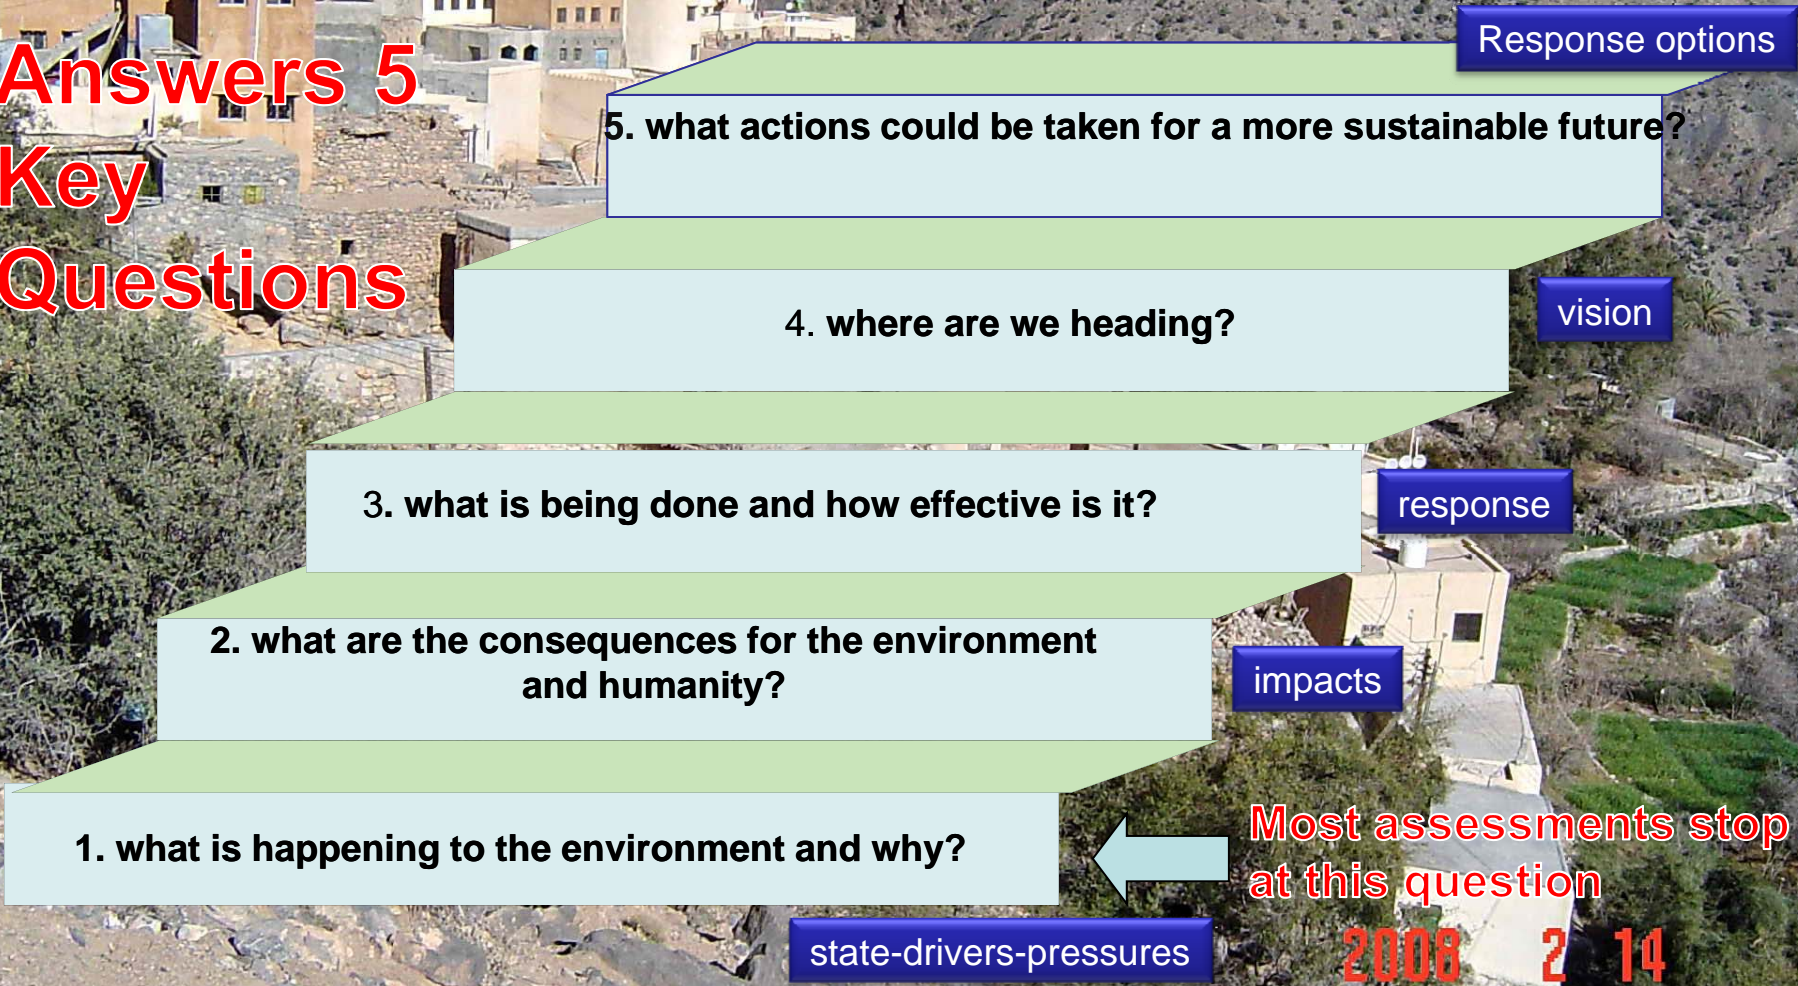 Answers 5
Key
Questions
Response options
5. what actions could be taken for a more sustainable future?
4. where are we heading?
vision
3. what is being done and how effective is it?
response
2. what are the consequences for the environment
and humanity?
impacts
1. what is happening to the environment and why?
Most assessments stop
at this question
state-drivers-pressures
2008 2 14